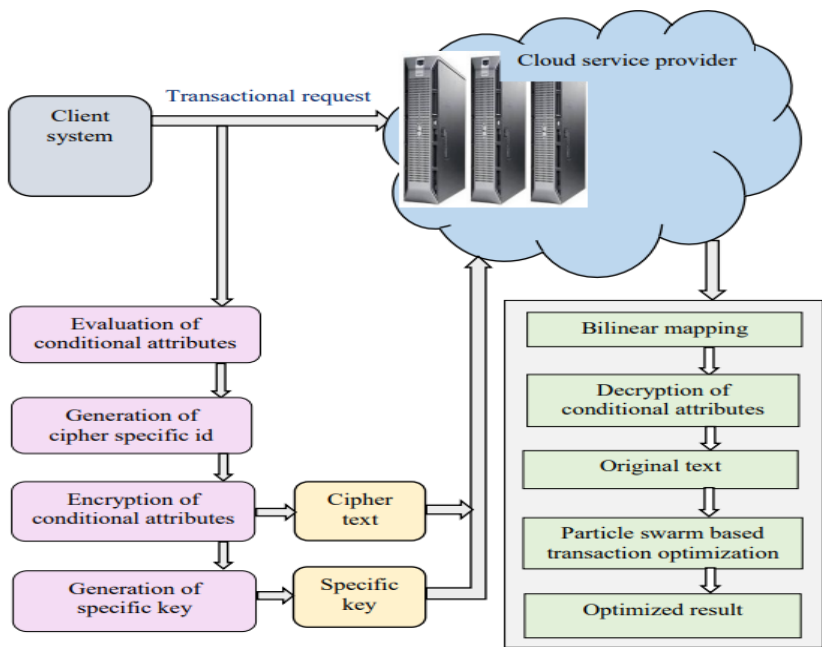 Cloud service provider
Transactional request
Client
system
Evaluation of
conditional attributes
Generation of
cipher specific id
Encryption of
conditional attributes
Cipher
text
Generation of
specific key
Specific
key
Bilinear mapping
Decryption of
conditional attributes
Original text
Particle swarm based
transaction optimization
Optimized result